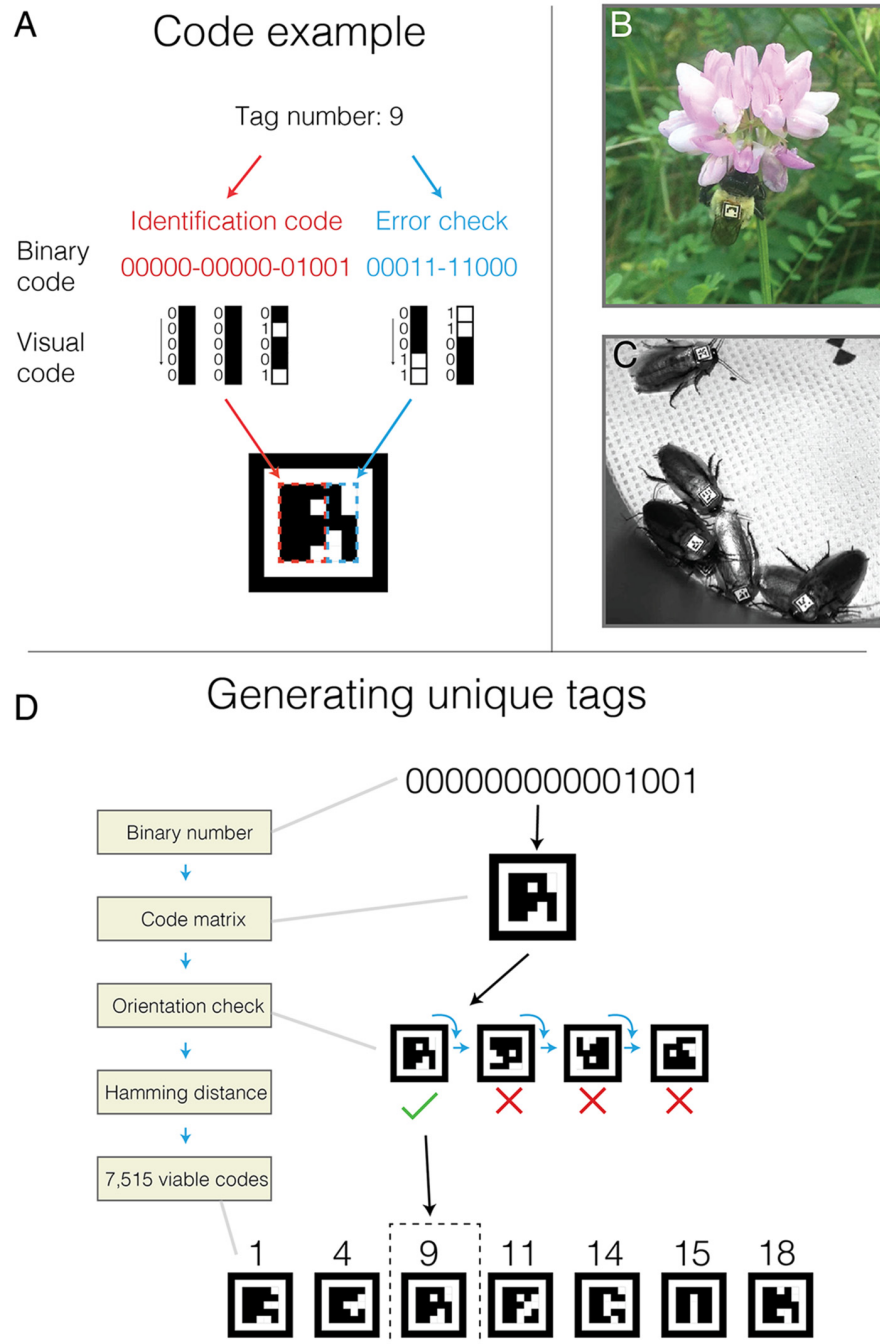 A
Code example
Tag number: 9
Identification code
Error check
Binary
code
00000-00000-01001
00011-11000
Visual
code
0 0 0 0 1
0 0 1 0 1
0 0 0 0 0
0 0 0 1 0
0 0 1 1 0
B
C
D
Generating unique tags
000000000001001
Binary number
Code matrix
Orientation check
Hamming distance
7,515 viable codes
1 4 9 11 14 15 18